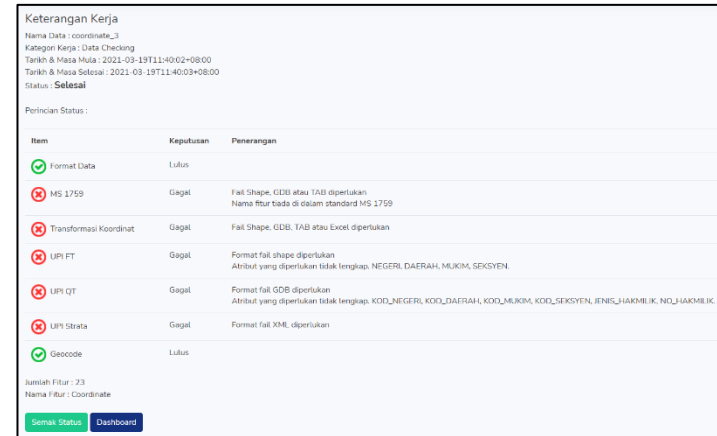 Keterangan Kerja
Nama Data : coordinate_3
Kategori Kerja : Data Checking
Tarikh & Masa Mula : 2021-03-19T11:40:02+08:00
Tarikh & Masa Selesai : 2021-03-19T11:40:03+08:00
Status : Selesai
Perincian Status :
Item Keputusan Penerangan
Format Data Lulus
MS 1759 Gagal Fail Shape, GDB atau TAB diperlukan
Nama fitur tiada di dalam standard MS 1759
Transformasi Koordinat Gagal Fail Shape, GDB, TAB atau Excel diperlukan
UPI FT Gagal Format fail shape diperlukan
Atribut yang diperlukan tidak lengkap. NEGERI, DAERAH, MUKIM, SEKSYEN.
UPI QT Gagal Format fail GDB diperlukan
Atribut yang diperlukan tidak lengkap. KOD_NEGERI, KOD_DAERAH, KOD_MUKIM, KOD_SEKSYEN, JENIS_HAKMILIK, NO_HAKMILIK.
UPI Strata Gagal Format fail XML diperlukan
Geocode Lulus
Jumlah Fitur : 23
Nama Fitur : Coordinate
Semak Status Dashboard